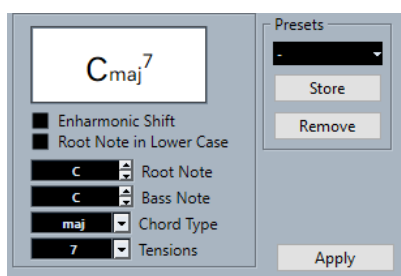 Cmaj7
Enharmonic Shift
Root Note in Lower Case
C Root Note
C Bass Note
maj Chord Type
7 Tensions
Presets
-
Store
Remove
Apply